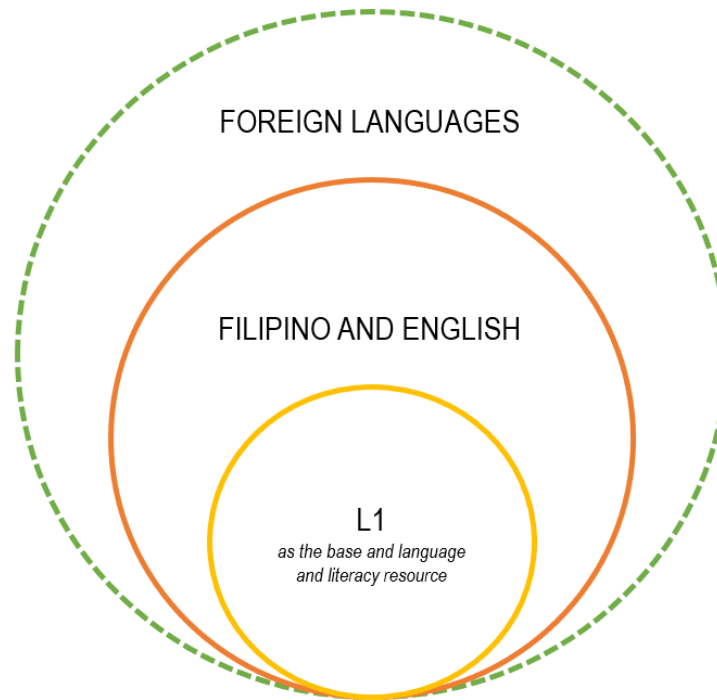 FOREIGN LANGUAGES
FILIPINO AND ENGLISH
L1
as the base and language
and literacy resource